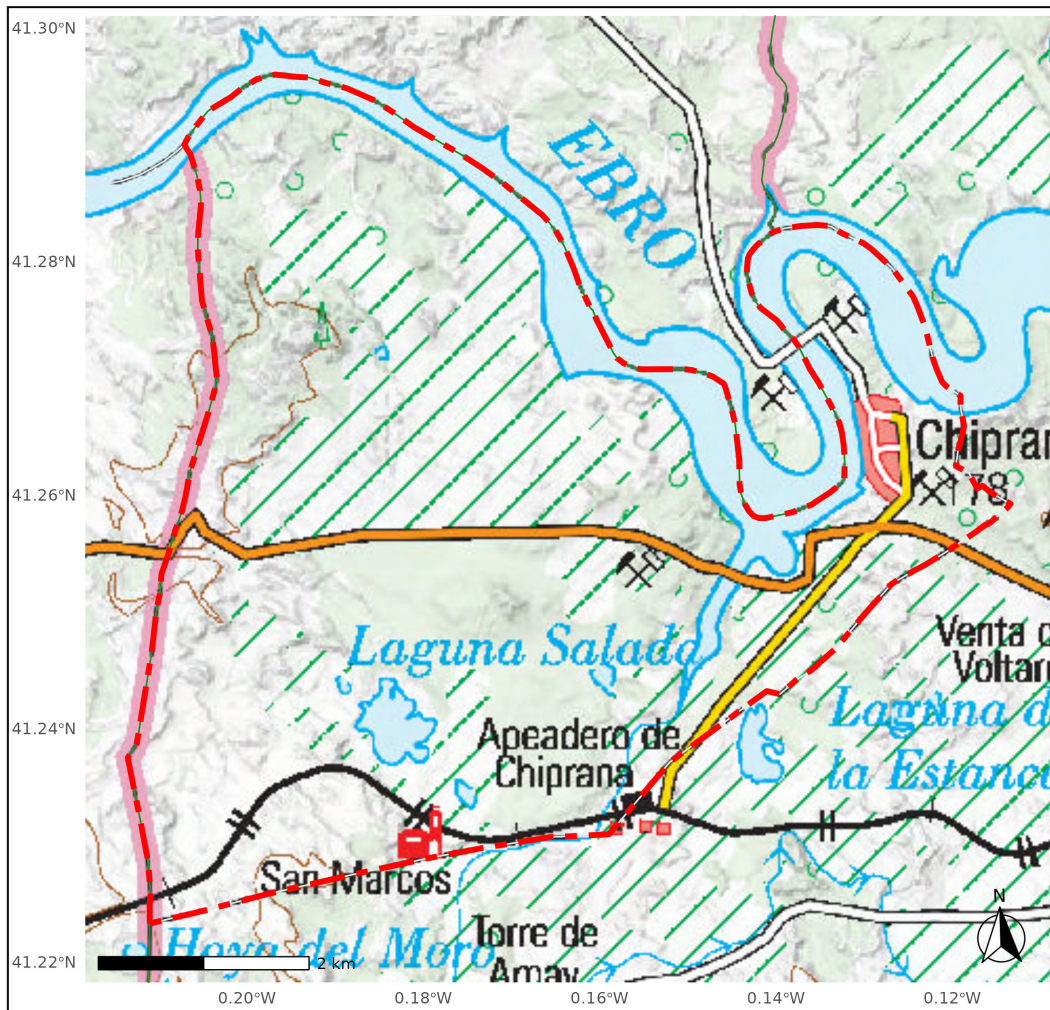 41.30°N
EBRO
41.28°N
Chipran
41.26°N
78
Laguna Salada
Venta
Voltar
41.24°N
Apeadero de
Chiprana
Laguna d
la Estanc
San Marcos
Torre de
Hoya del Moro
N
41.22°N
2 km
0.20°W
0.18°W
0.16°W
0.14°W
0.12°W